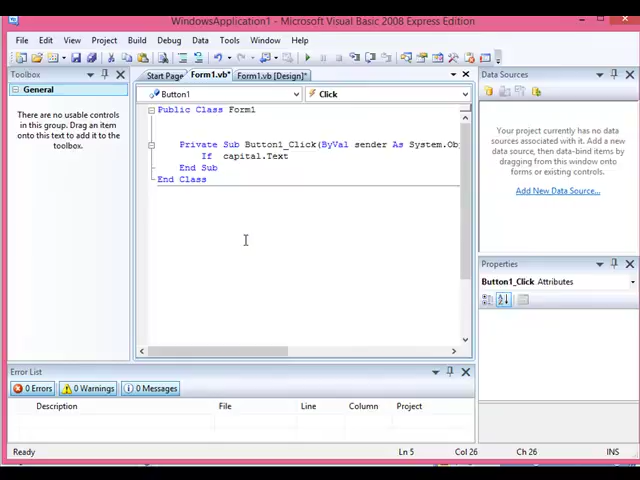 WindowsApplication1 - Microsoft Visual Basic 2008 Express Edition
File Edit View Project Build Debug Data Tools Window Help
Toolbox
General
There are no usable controls
in this group. Drag an item
onto this text to add it to the
toolbox.
Start Page Form1.vb* Form1.vb [Design]*
Button1 Click
Public Class Form1
Private Sub Button1_Click(ByVal sender As System.Ob
If capital.Text
End Sub
End Class
Data Sources
Your project currently has no data
sources associated with it. Add a new
data source, then data-bind items by
dragging from this window onto
forms or existing controls.
Add New Data Source...
Properties
Button1_Click Attributes
Error List
0 Errors 0 Warnings 0 Messages
Description File Line Column Project
Ready Ln 5 Col 26 Ch 26 INS